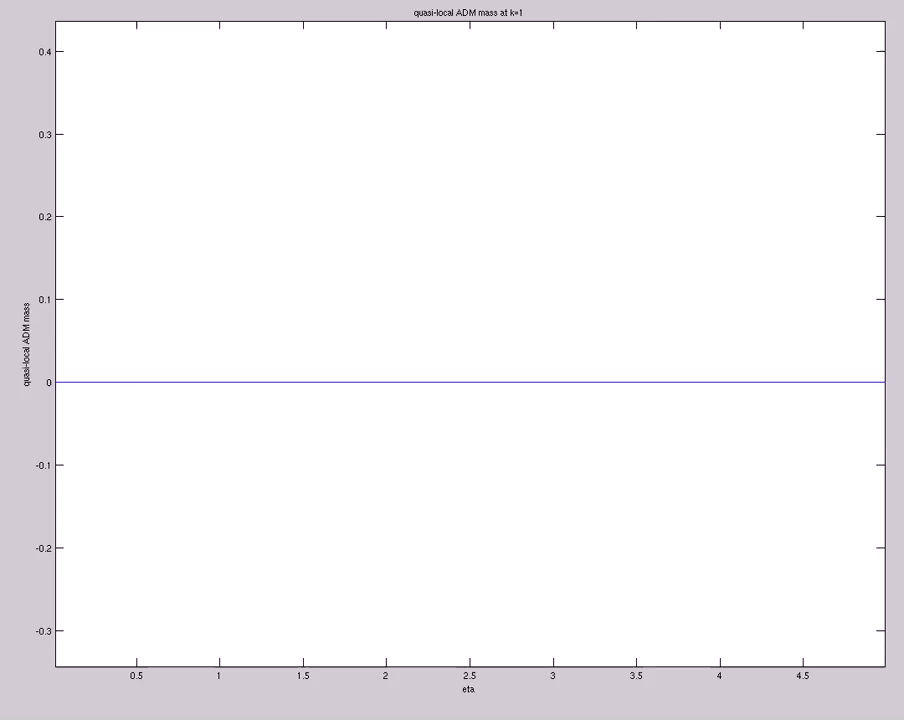 quasi-local ADM mass at k=1
0.4
0.3
0.2
0.1
0
-0.1
-0.2
-0.3
quasi-local ADM mass
0.5 1 1.5 2 2.5 3 3.5 4 4.5
eta